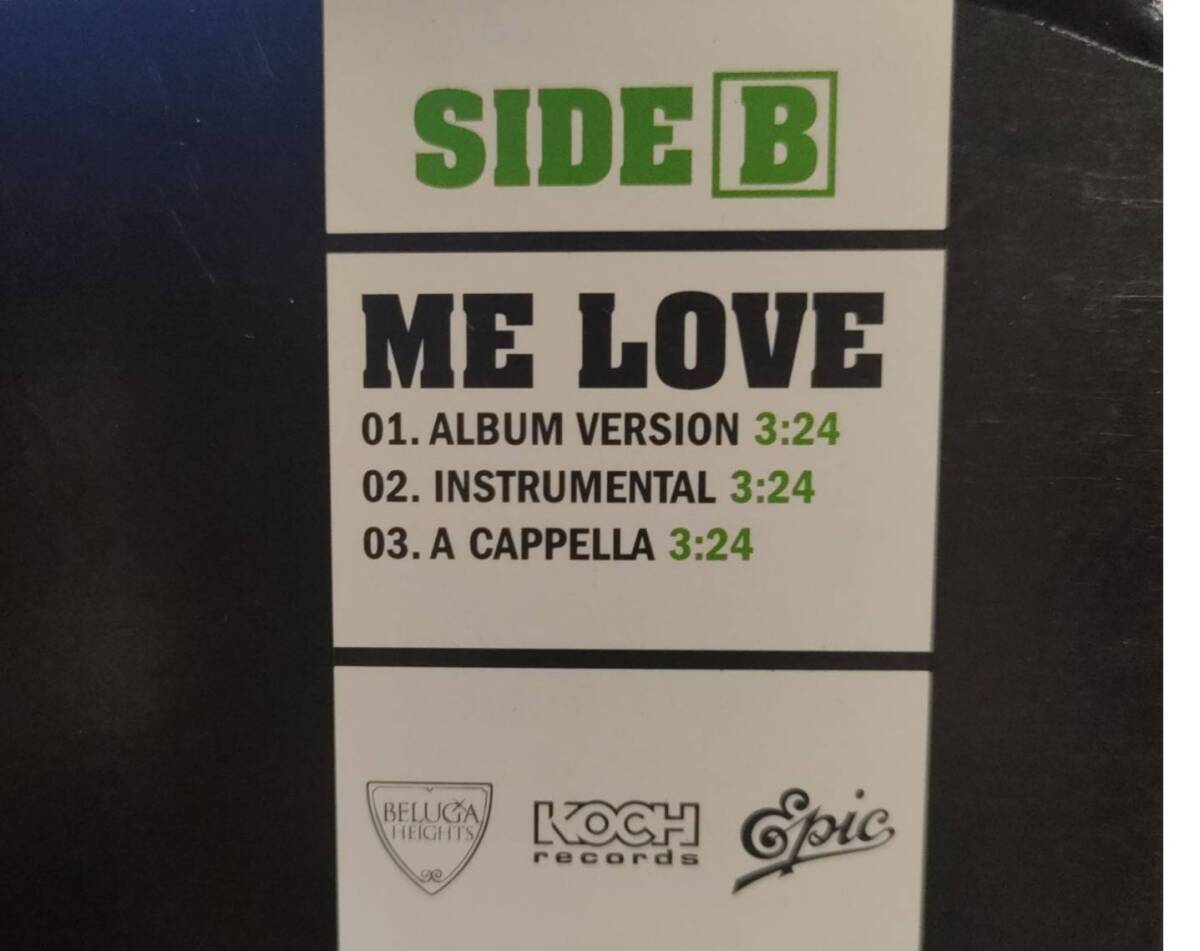 SIDE B
ME LOVE
01. ALBUM VERSION 3:24
02. INSTRUMENTAL 3:24
03. A CAPPELLA 3:24
BELUGA
HEIGHTS
KOCH
records
Epic